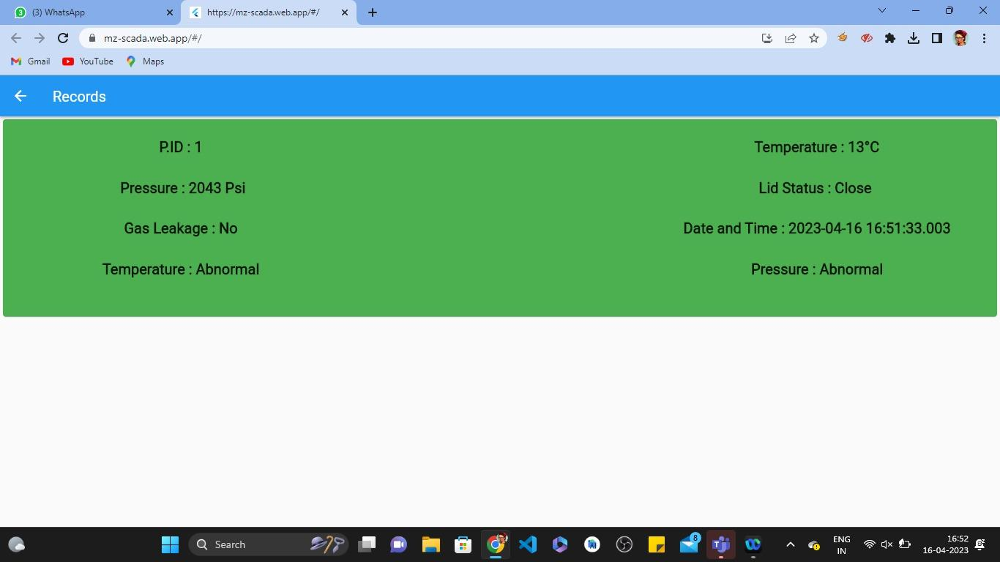 3
(3) WhatsApp
https://mz-scada.web.app/#/
mz-scada.web.app/#/
Gmail
YouTube
Maps
Records
P.ID : 1
Temperature : 13°C
Pressure : 2043 Psi
Lid Status : Close
Gas Leakage : No
Date and Time : 2023-04-16 16:51:33.003
Temperature : Abnormal
Pressure : Abnormal
Search
8
ENG
IN
16:52
16-04-2023